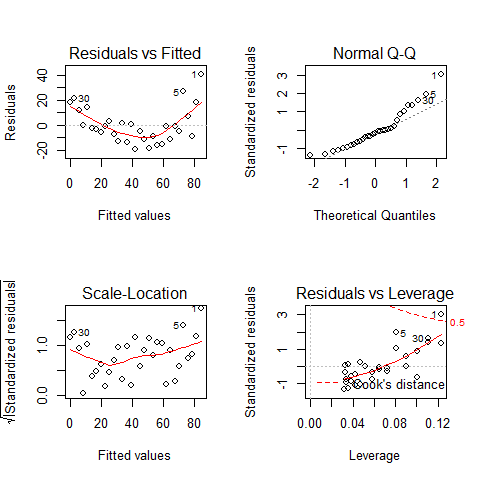 Residuals vs Fitted
Residuals
-20 0 20 40
1
5
30
0 20 40 60 80
Fitted values
Normal Q-Q
Standardized residuals
-1 1 2 3
1
5
30
-2 -1 0 1 2
Theoretical Quantiles
Scale-Location
√|Standardized residuals|
0.0 1.0
1
5
30
0 20 40 60 80
Fitted values
Residuals vs Leverage
Standardized residuals
-1 1 3
1
5
30
0.5
Cook's distance
0.00 0.04 0.08 0.12
Leverage